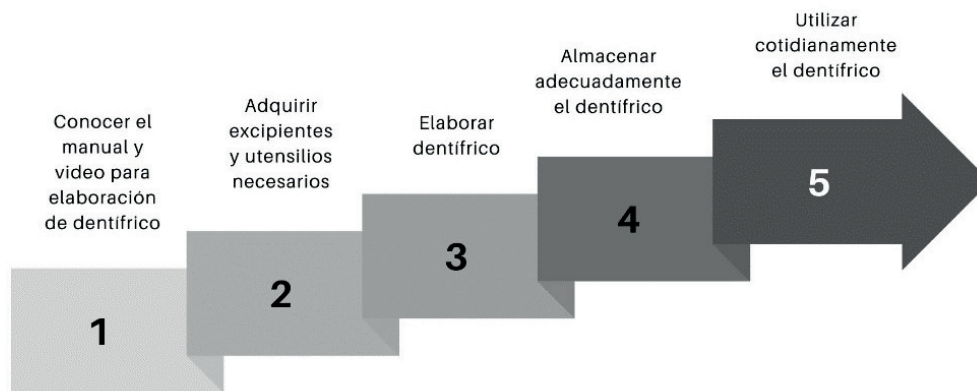 Conocer el
manual y
video para
elaboración
de dentífrico
1
Adquirir
excipientes
y utensilios
necesarios
2
Elaborar
dentífrico
3
Almacenar
adecuadamente
el dentífrico
4
Utilizar
cotidianamente
el dentífrico
5